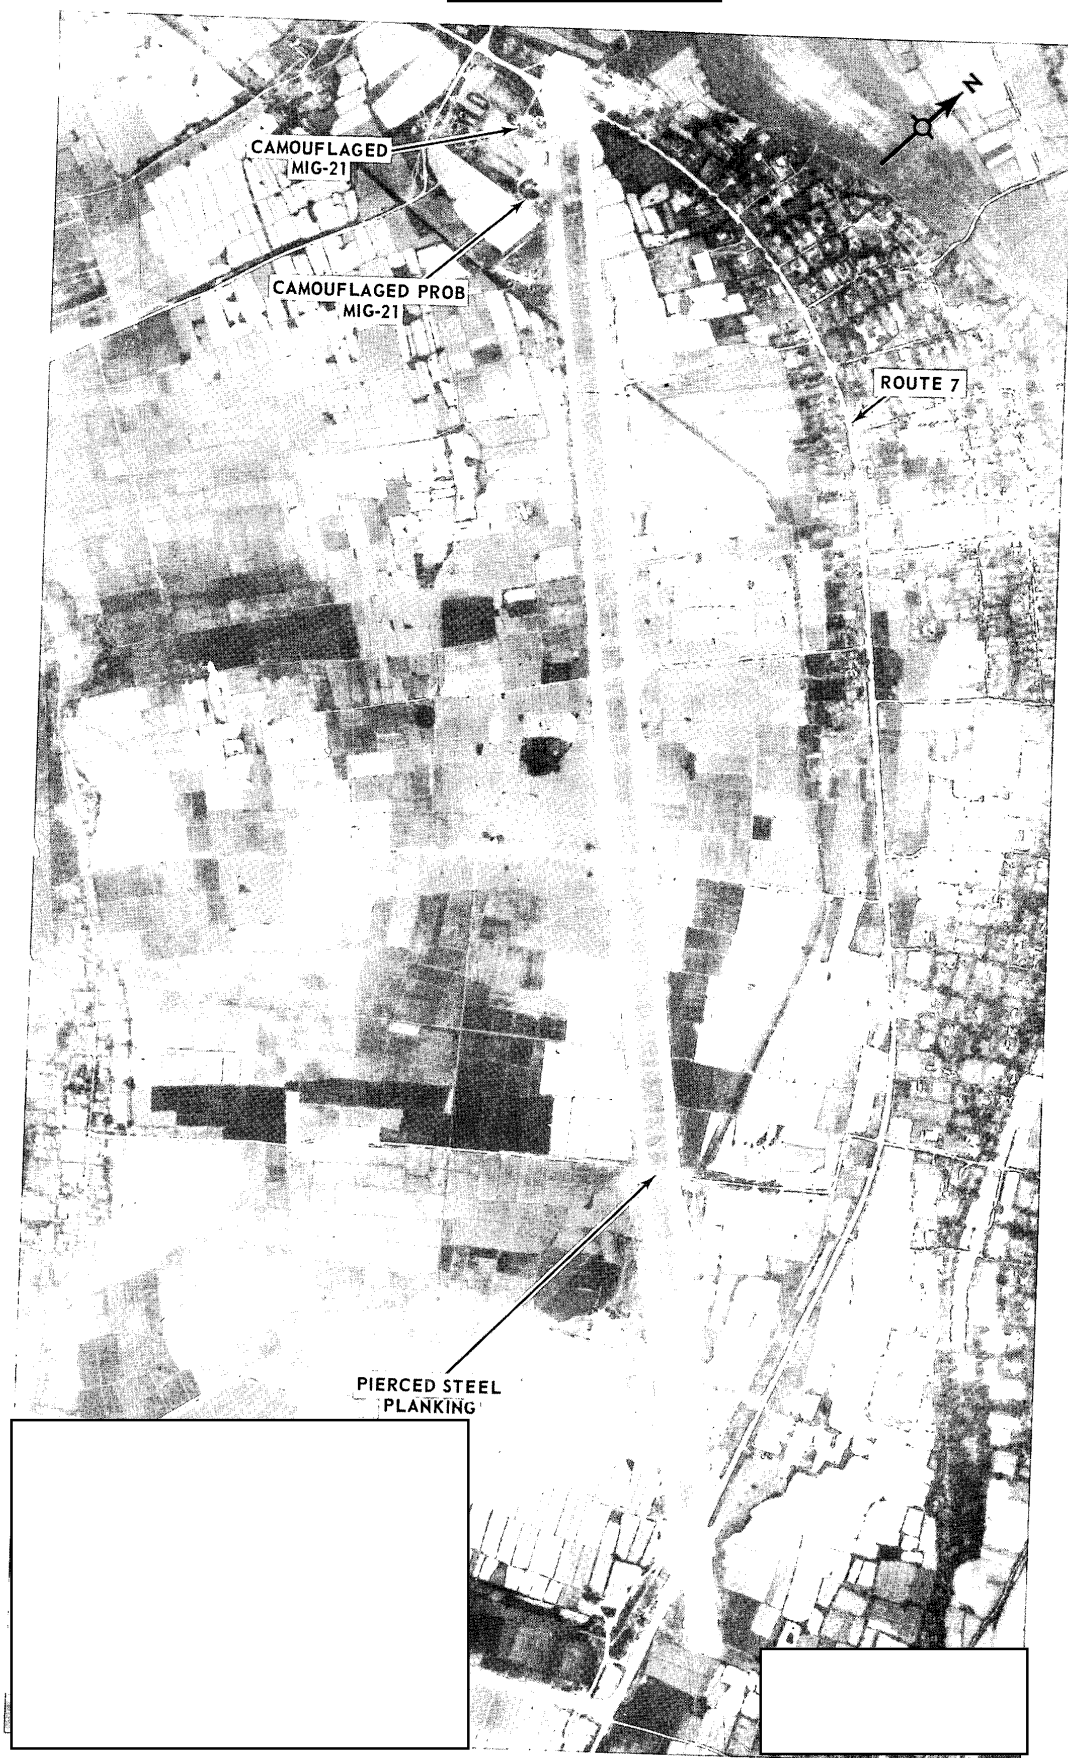 N
CAMOUFLAGED
MIG-21
CAMOUFLAGED PROB
MIG-21
ROUTE 7
PIERCED STEEL
PLANKING